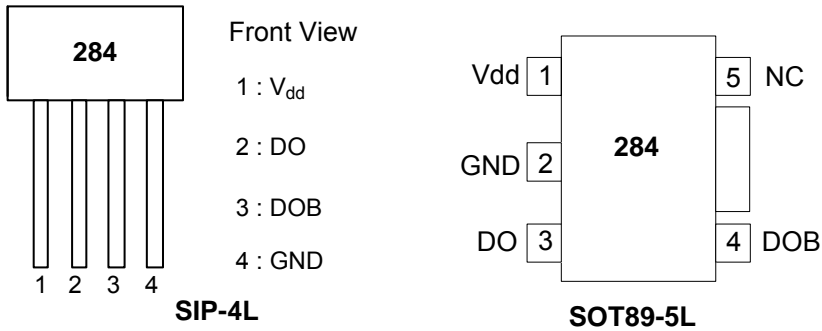 284
Front View
1 : Vdd
2 : DO
3 : DOB
4 : GND
1 2 3 4
SIP-4L
Vdd 1
5 NC
GND 2
284
DO 3
4 DOB
SOT89-5L